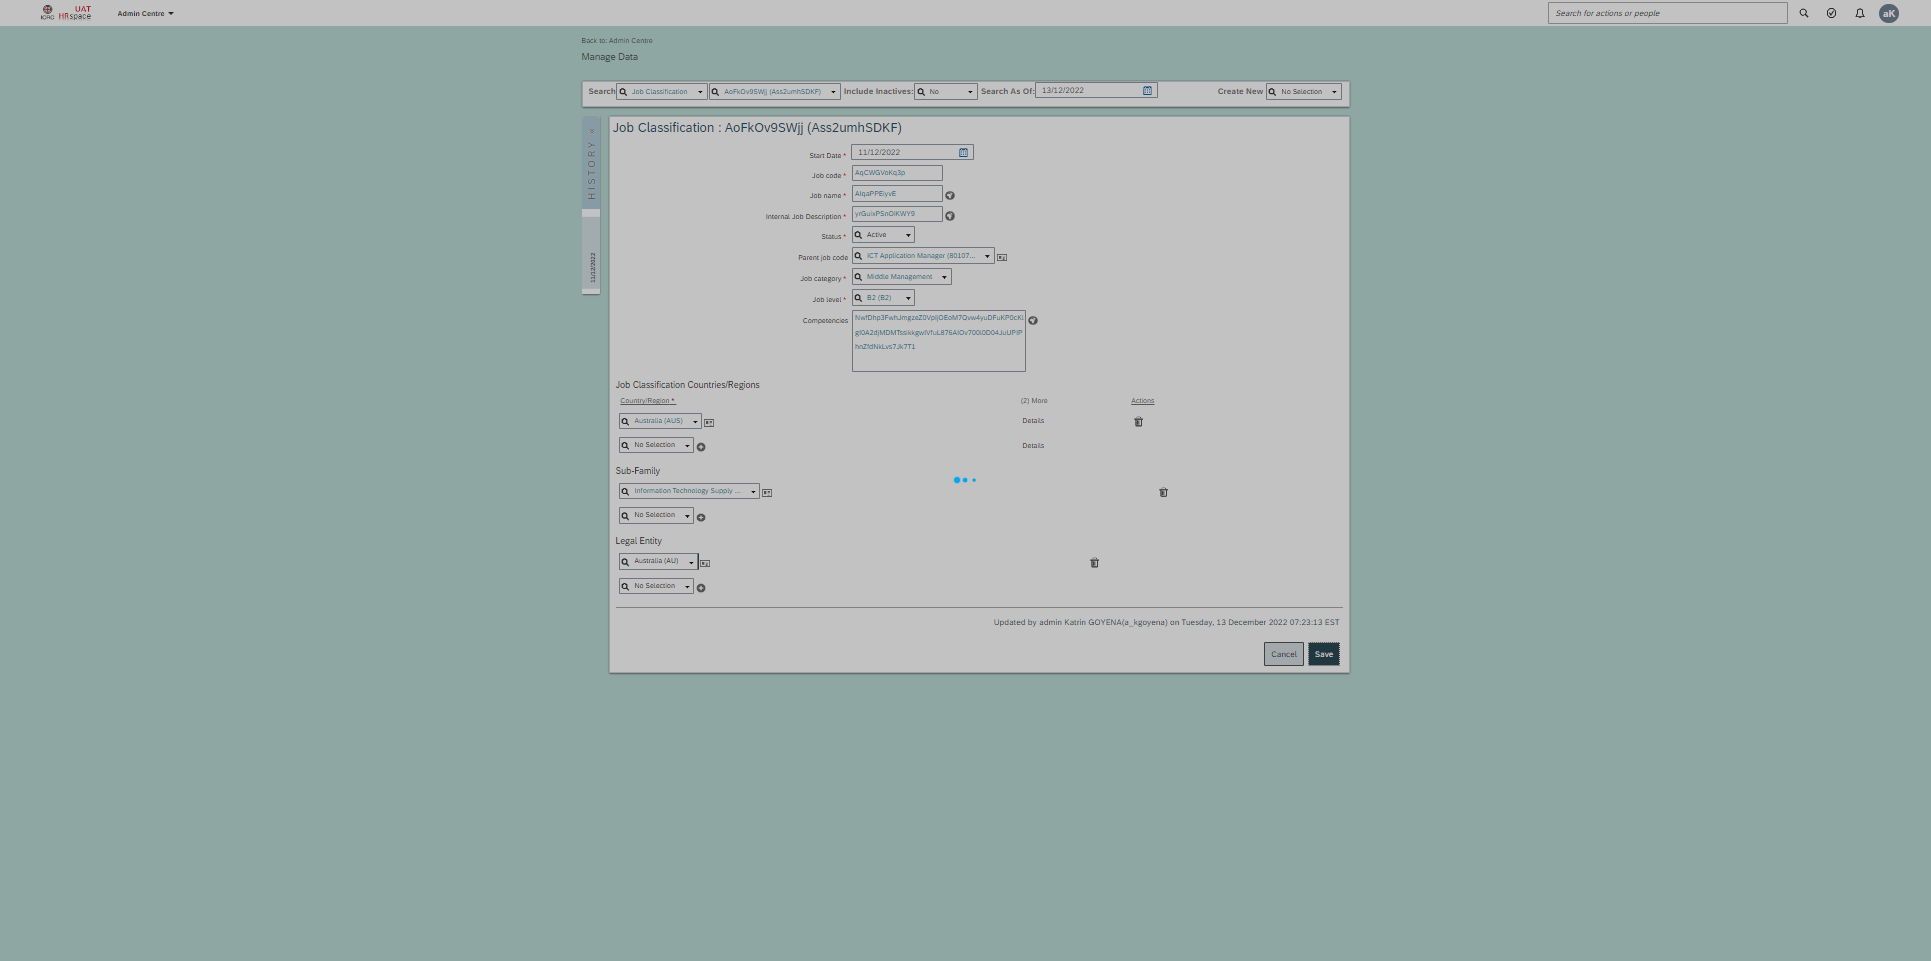 ICRC
UAT
HRspace
Admin Centre
Search for actions or people
aK
Back to: Admin Centre
Manage Data
Search Job Classification AoFkOv9SWjj (Ass2umhSDKF) Include Inactives: No Search As Of: 13/12/2022 Create New No Selection
HISTORY
11/12/2022
Job Classification : AoFkOv9SWjj (Ass2umhSDKF)
Start Date * 11/12/2022
Job code * AqCWGVoKq3p
Job name *
Internal Job Description *
Status * Active
Parent job code ICT Application Manager (80107...
Job category * Middle Management
Job level * B2 (B2)
Competencies
Job Classification Countries/Regions
Country/Region * (2) More Actions
Australia (AUS) Details
No Selection Details
Sub-Family
Information Technology Supply ...
No Selection
Legal Entity
Australia (AU)
No Selection
Updated by admin Katrin GOYENA(a_kgoyena) on Tuesday, 13 December 2022 07:23:13 EST
Cancel Save